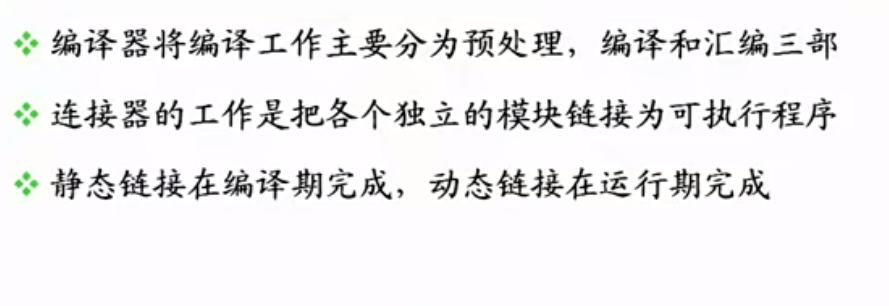 编译器将编译工作主要分为预处理，编译和汇编三部
连接器的工作是把各个独立的模块链接为可执行程序
静态链接在编译期完成，动态链接在运行期完成